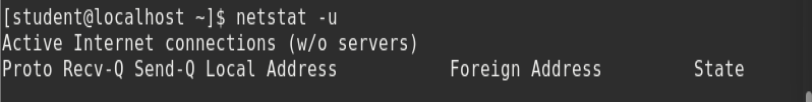 [student@localhost ~]$ netstat -u
Active Internet connections (w/o servers)
Proto Recv-Q Send-Q Local Address           Foreign Address         State